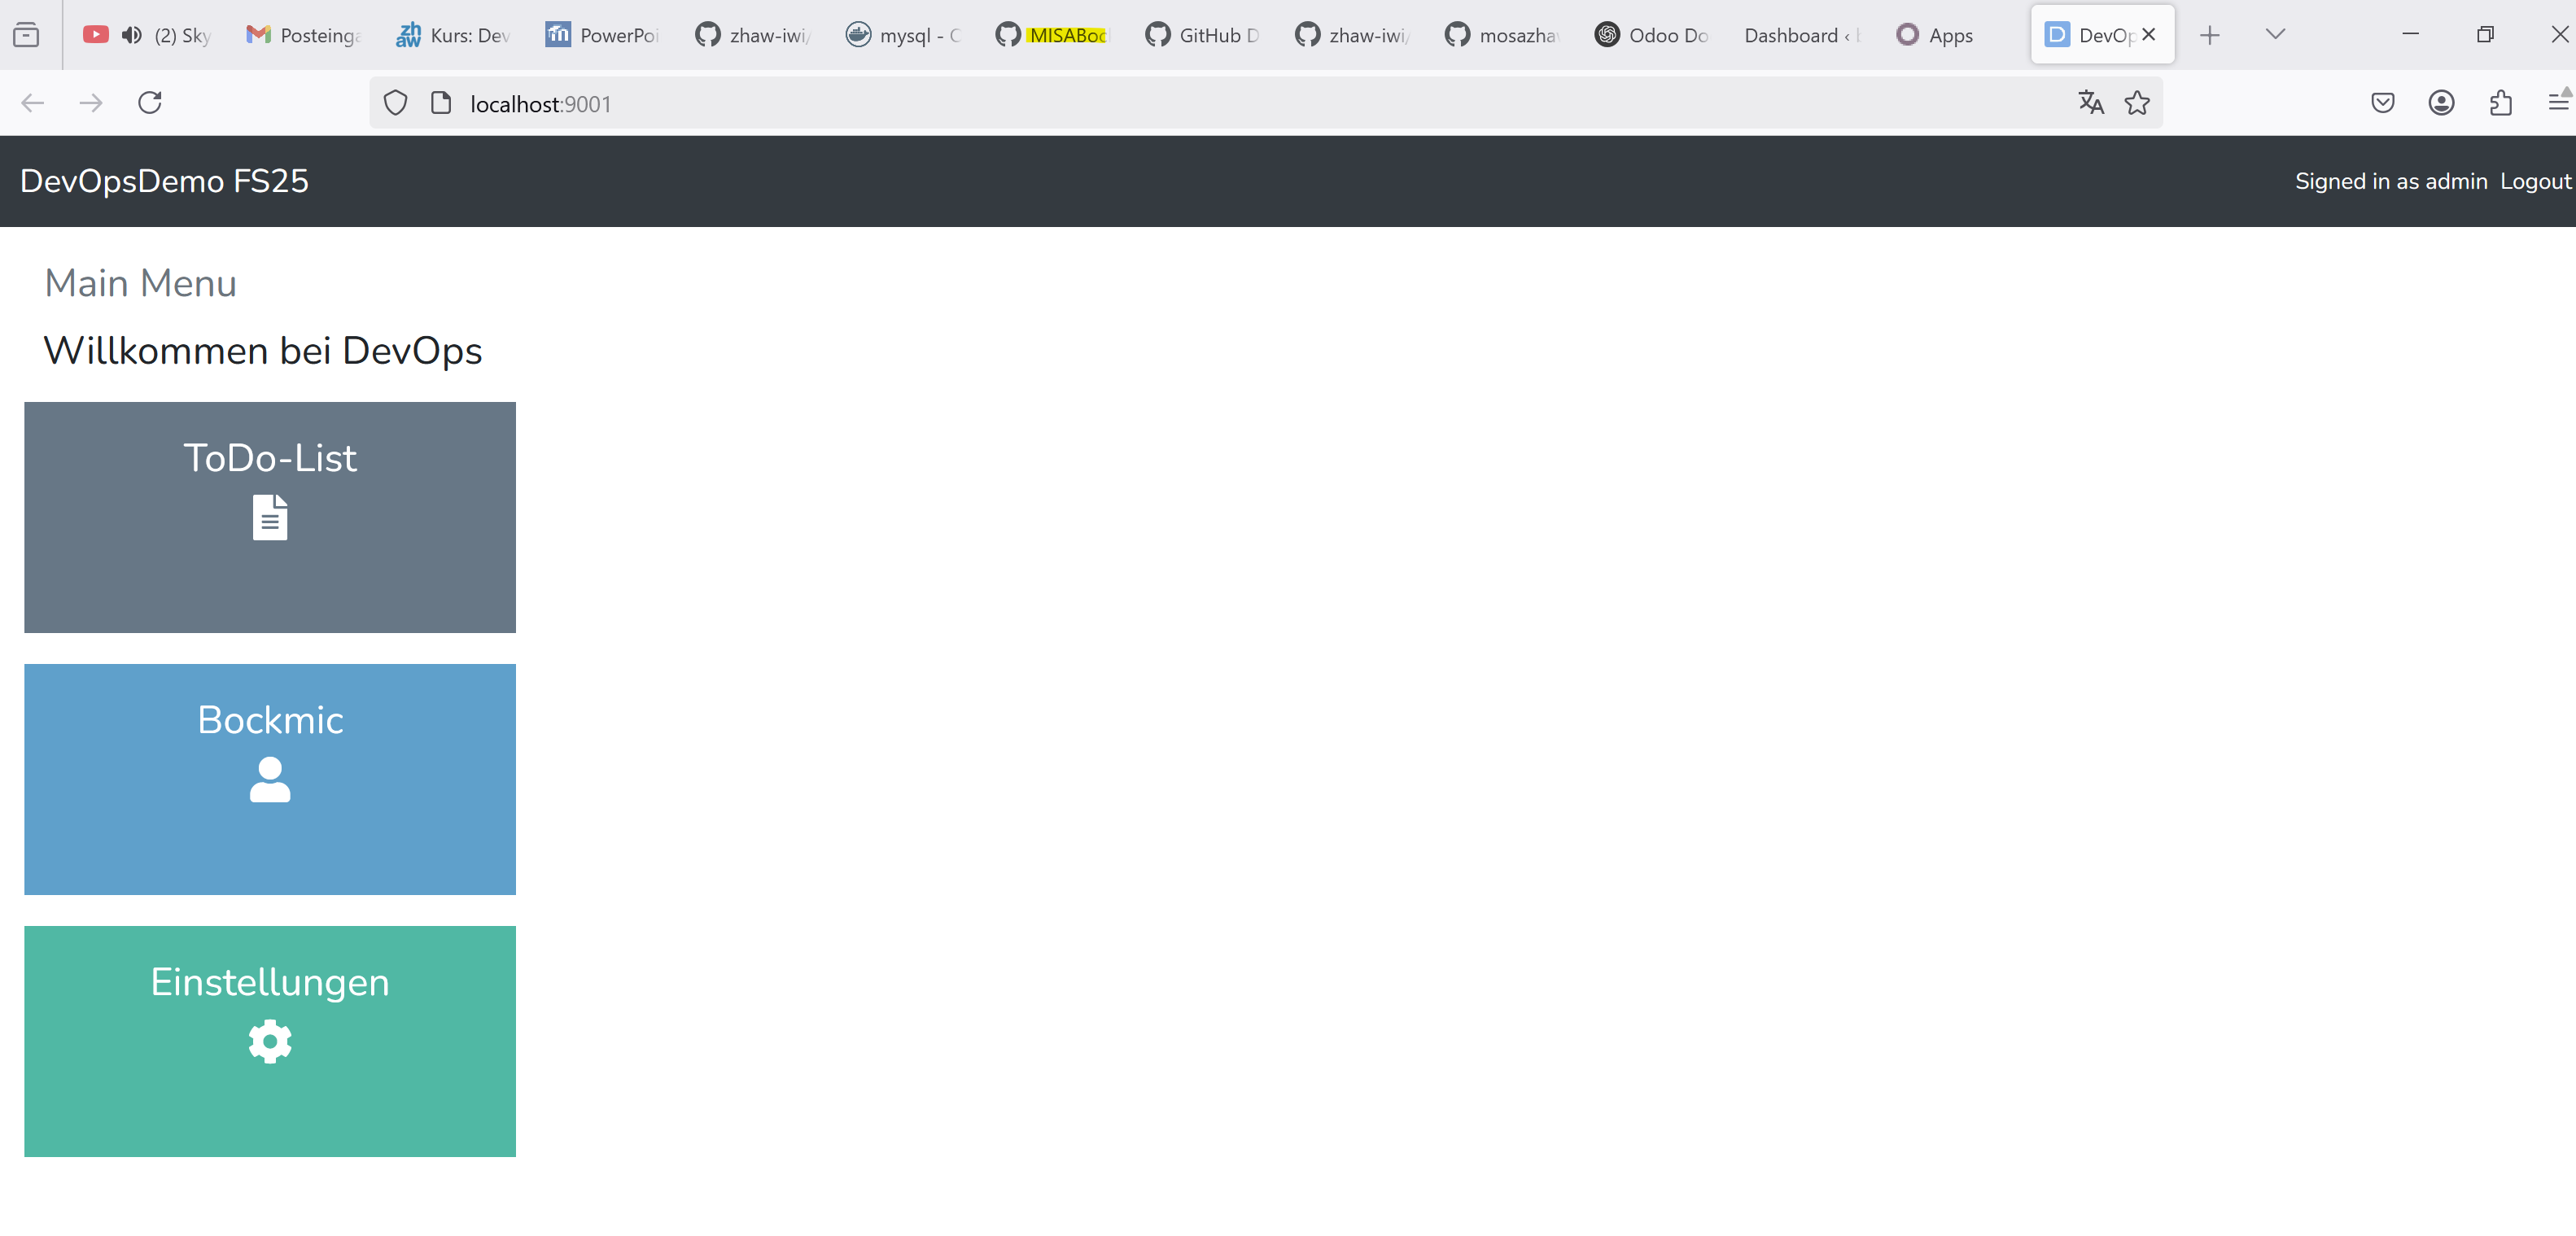 (2) Sky
Posteinga
Kurs: Dev
PowerPoi
zhaw-iwi/
mysql - C
MISABoc
GitHub D
zhaw-iwi/
mosazha
Odoo Do
Dashboard ‹
Apps
DevOp
localhost:9001
DevOpsDemo FS25
Signed in as admin Logout
Main Menu
Willkommen bei DevOps
ToDo-List
Bockmic
Einstellungen